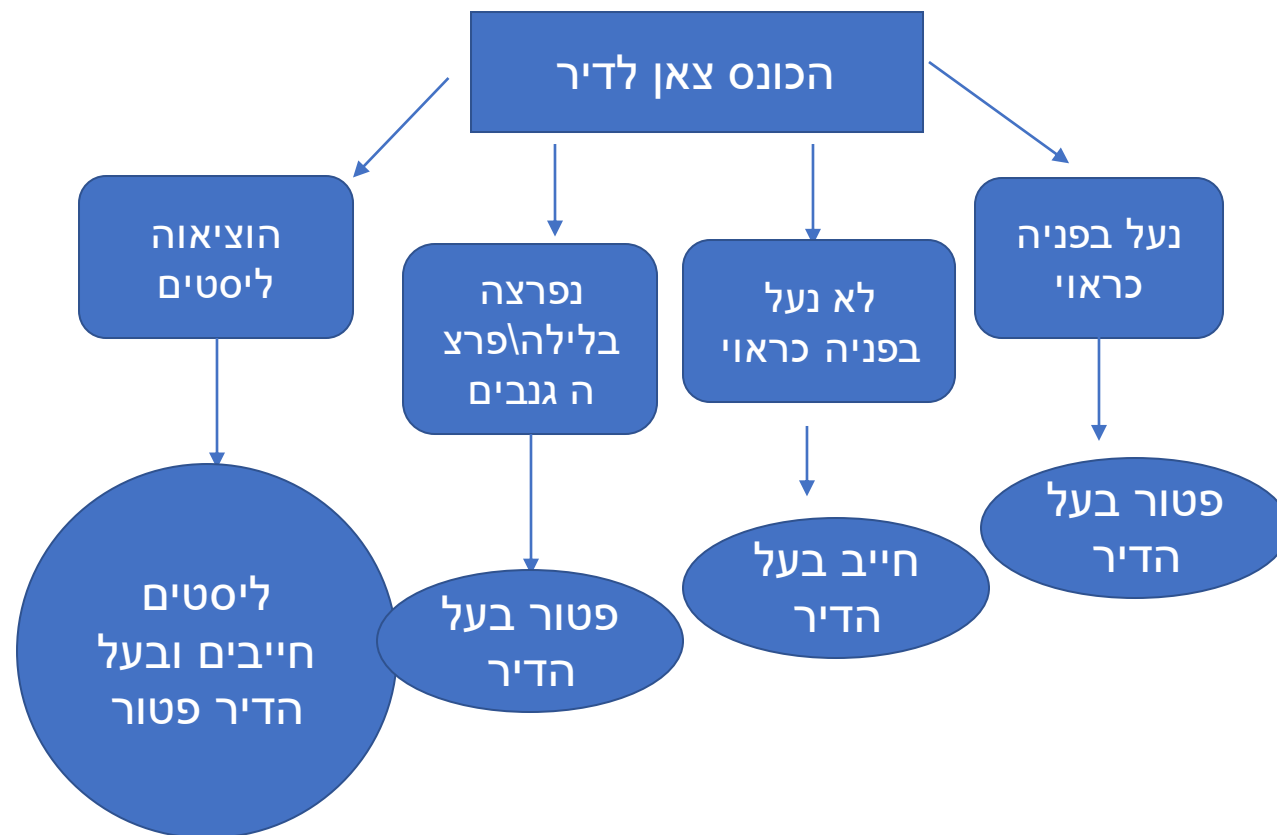 הכונס צאן לדיר
נעל בפניה
כראוי
לא נעל
בפניה כראוי
נפרצה
בלילה\פרצ
ה גנבים
הוציאוה
ליסטים
פטור בעל
הדיר
חייב בעל
הדיר
פטור בעל
הדיר
ליסטים
חייבים ובעל
הדיר פטור